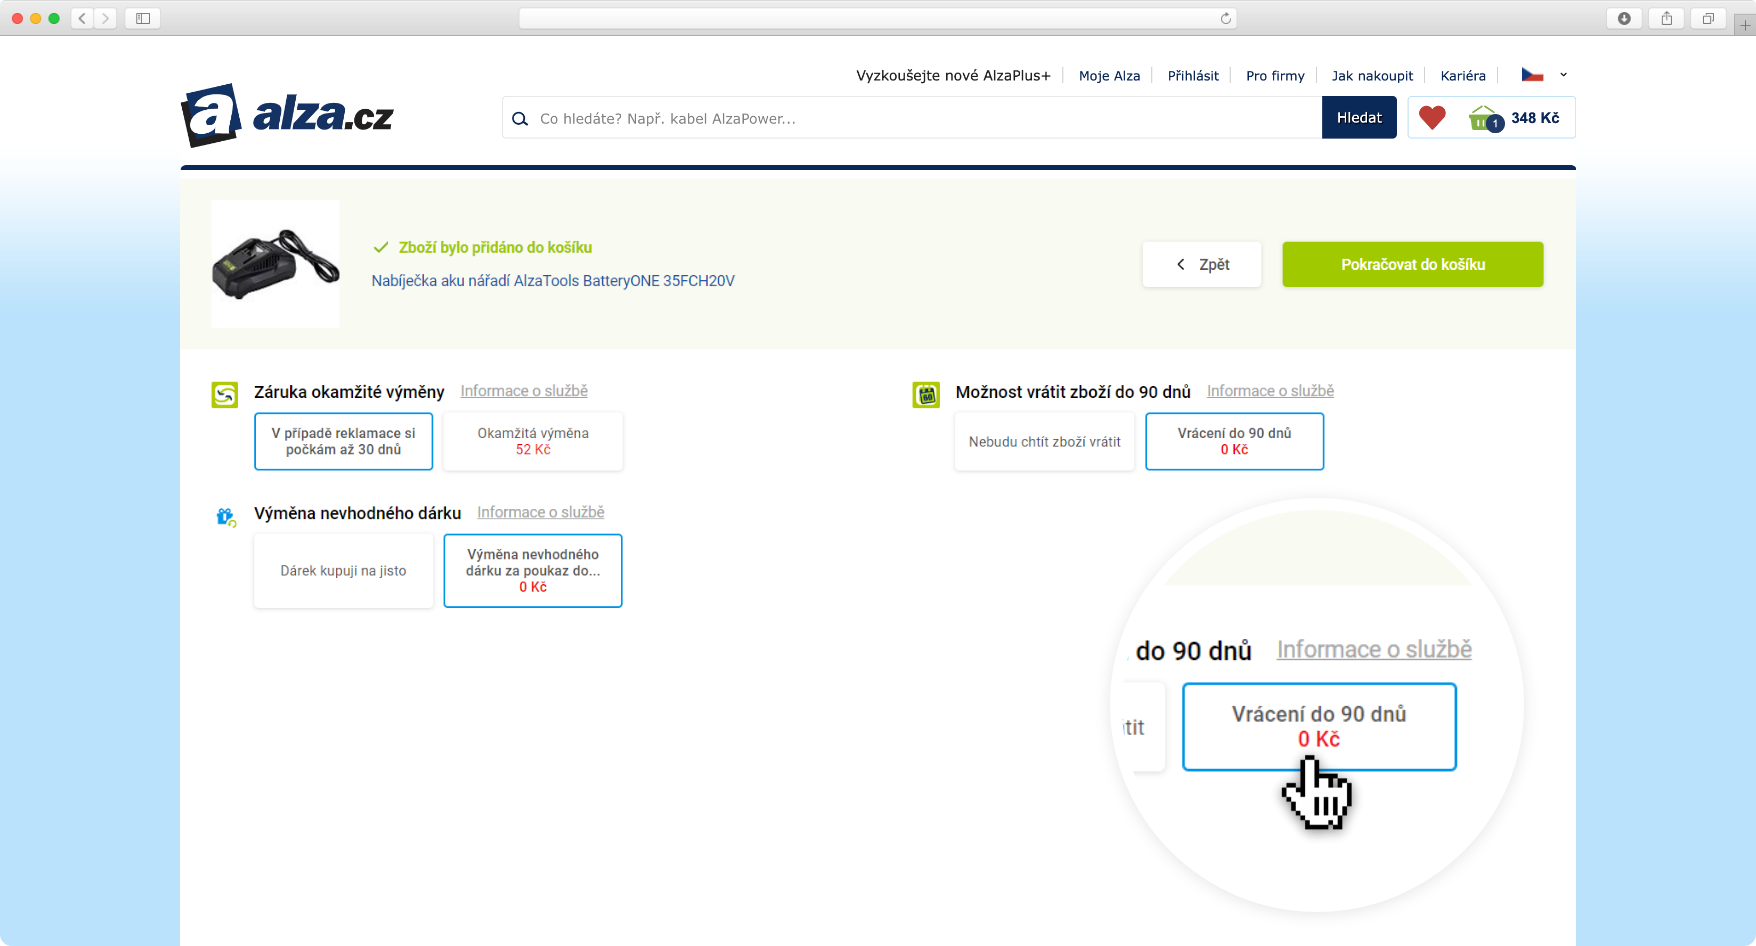 Vyzkoušejte nové AlzaPlus+
Moje Alza
Přihlásit
Pro firmy
Jak nakoupit
Kariéra
a alza.cz
Co hledáte? Např. kabel AlzaPower...
Hledat
1
348 Kč
Zboží bylo přidáno do košíku
Nabíječka aku nářadí AlzaTools BatteryONE 35FCH20V
Zpět
Pokračovat do košíku
Záruka okamžité výměny
Informace o službě
V případě reklamace si
počkám až 30 dnů
Okamžitá výměna
52 Kč
Možnost vrátit zboží do 90 dnů
Informace o službě
Nebudu chtít zboží vrátit
Vrácení do 90 dnů
0 Kč
Výměna nevhodného dárku
Informace o službě
Dárek kupuji na jisto
Výměna nevhodného
dárku za poukaz do...
0 Kč
do 90 dnů
Informace o službě
tit
Vrácení do 90 dnů
0 Kč